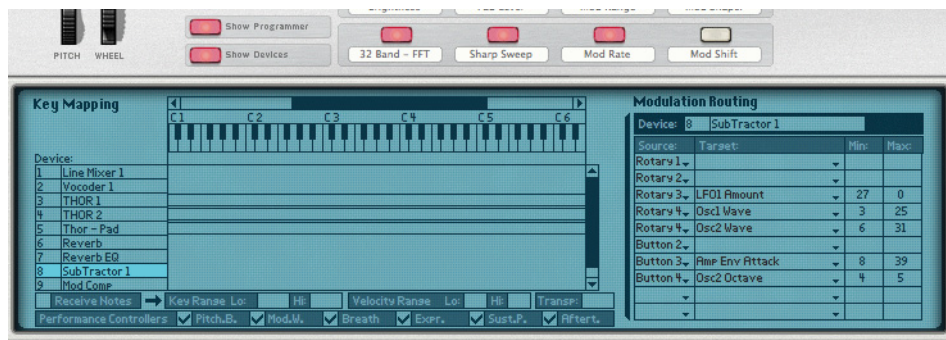 PITCH WHEEL
Show Programmer
Show Devices
32 Band – FFT
Sharp Sweep
Mod Rate
Mod Shift
Key Mapping
C1 C2 C3 C4 C5 C6
Device:
1 Line Mixer 1
2 Vocoder 1
3 THOR 1
4 THOR 2
5 Thor – Pad
6 Reverb
7 Reverb EQ
8 SubTractor 1
9 Mod Comp
Receive Notes Key Range Lo: Hi: Velocity Range Lo: Hi: Transp:
Performance Controllers Pitch.B. Mod.W. Breath Expr. Sust.P. Aftert.
Modulation Routing
Device: 8 SubTractor 1
Source: Target: Min: Max:
Rotary 1
Rotary 2
Rotary 3 LFO1 Amount 27 0
Rotary 4 Osc1 Wave 3 25
Rotary 4 Osc2 Wave 6 31
Button 2
Button 3 Amp Env Attack 8 39
Button 4 Osc2 Octave 4 5